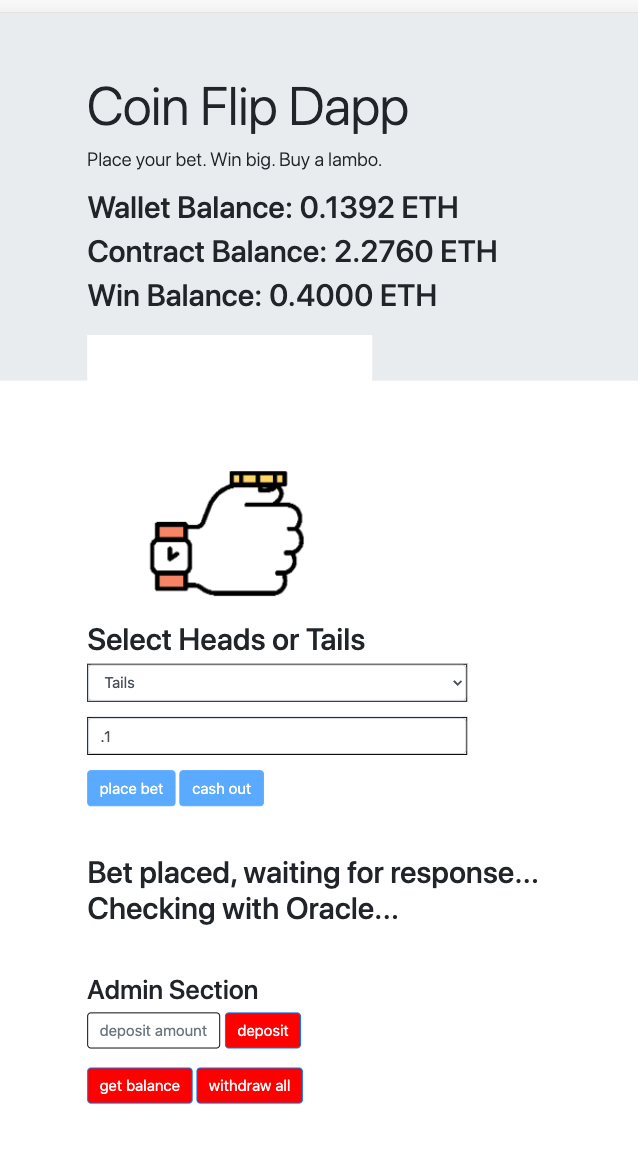 Coin Flip Dapp
Place your bet. Win big. Buy a lambo.
Wallet Balance: 0.1392 ETH
Contract Balance: 2.2760 ETH
Win Balance: 0.4000 ETH
Select Heads or Tails
Tails
.1
place bet cash out
Bet placed, waiting for response...
Checking with Oracle...
Admin Section
deposit amount deposit
get balance withdraw all